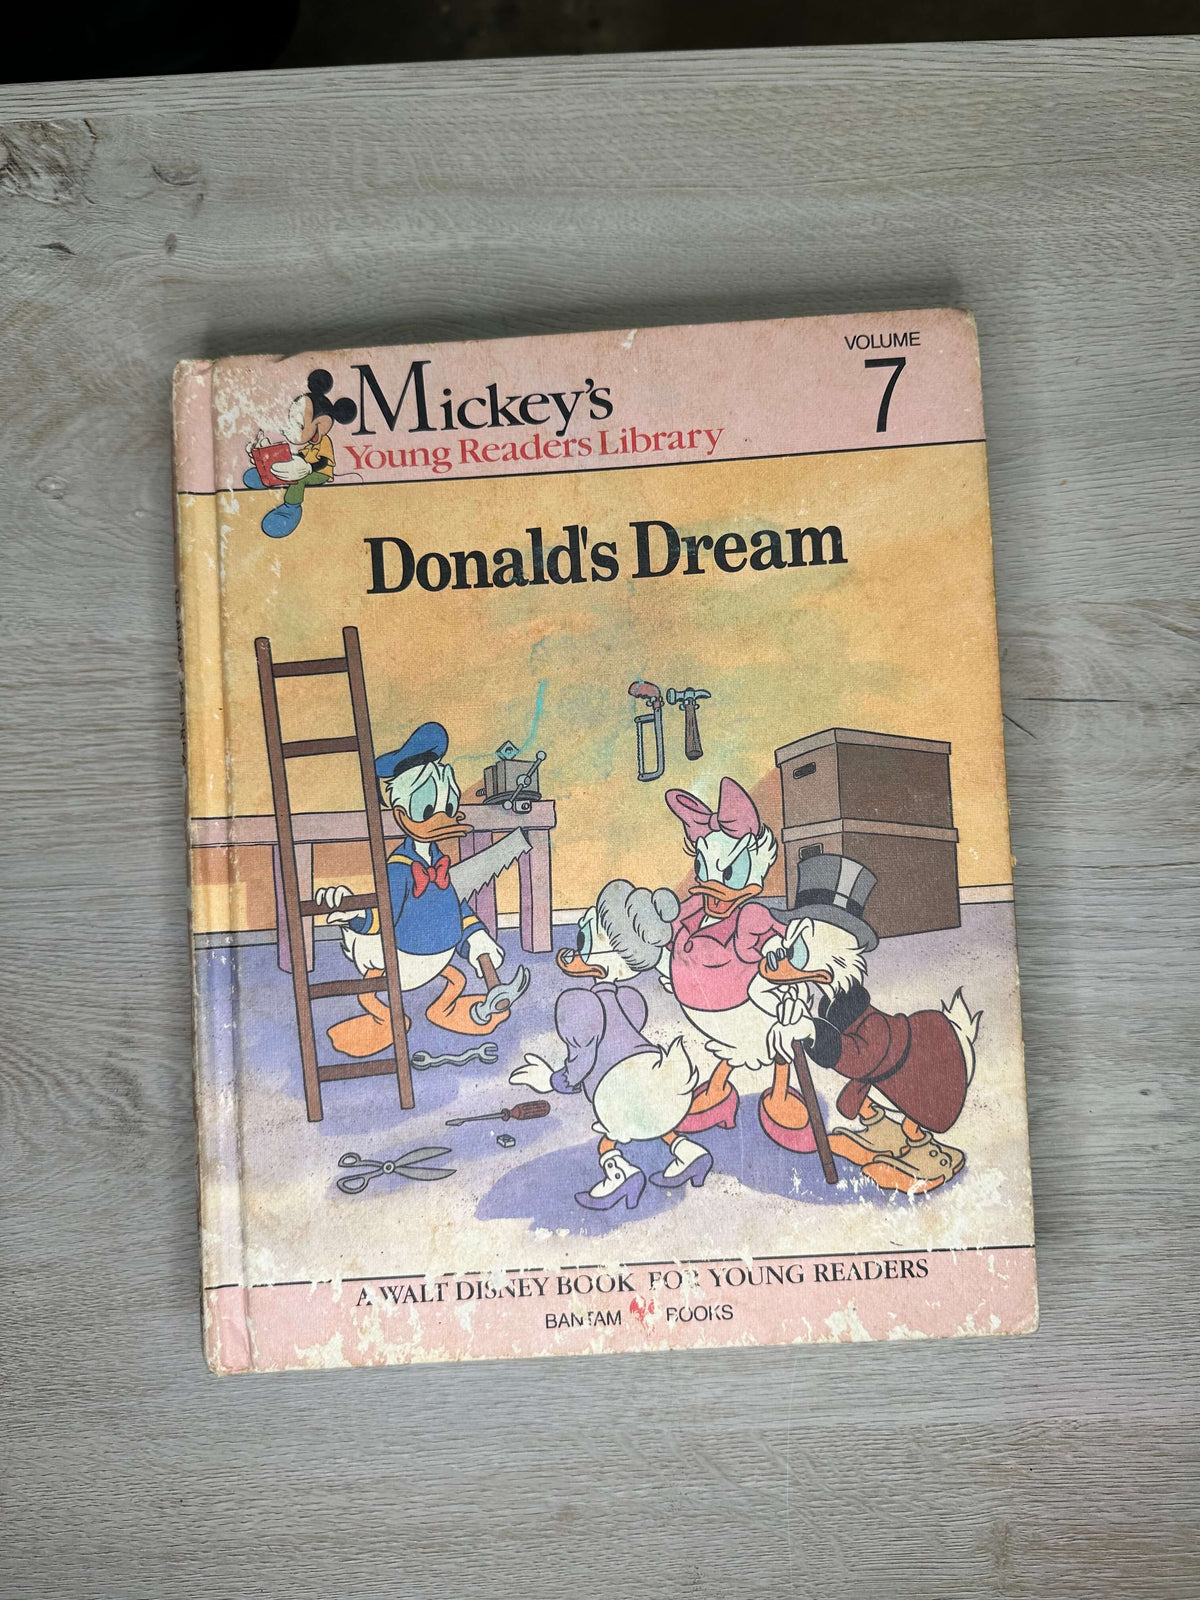 Mickey's
Young Readers Library
VOLUME
7
Donald's Dream
A WALT DISNEY BOOK FOR YOUNG READERS
BANTAM BOOKS